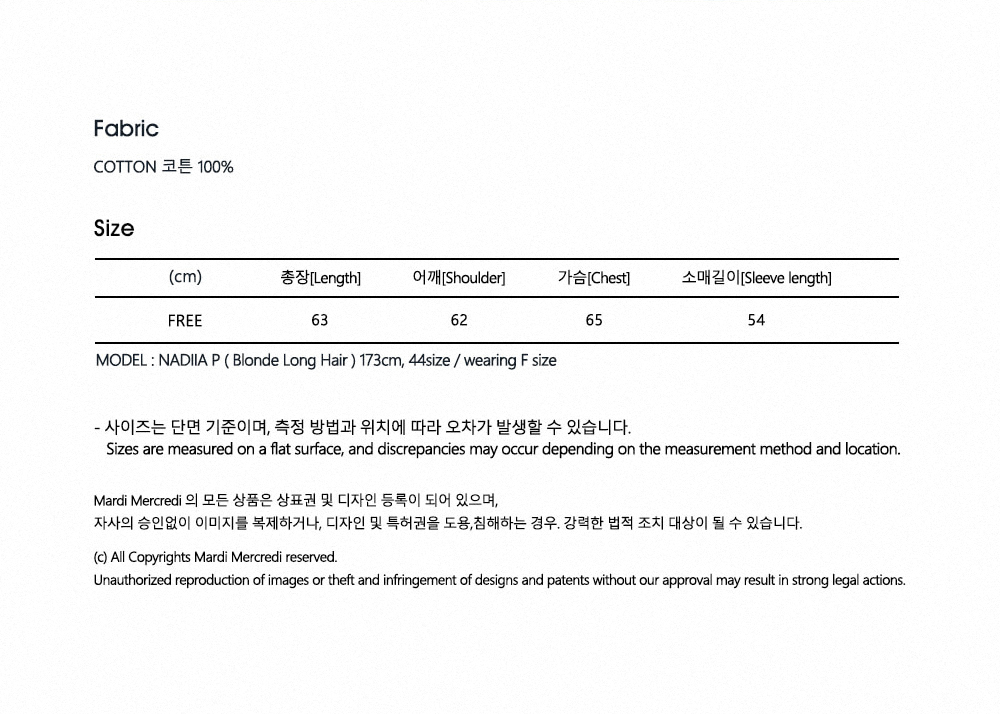 Fabric
COTTON 코튼 100%
Size
(cm) 총장[Length] 어깨[Shoulder] 가슴[Chest] 소매길이[Sleeve length]
FREE 63 62 65 54
MODEL : NADIIA P ( Blonde Long Hair ) 173cm, 44size / wearing F size
- 사이즈는 단면 기준이며, 측정 방법과 위치에 따라 오차가 발생할 수 있습니다.
Sizes are measured on a flat surface, and discrepancies may occur depending on the measurement method and location.
Mardi Mercredi 의 모든 상품은 상표권 및 디자인 등록이 되어 있으며,
자사의 승인없이 이미지를 복제하거나, 디자인 및 특허권을 도용,침해하는 경우. 강력한 법적 조치 대상이 될 수 있습니다.
(c) All Copyrights Mardi Mercredi reserved.
Unauthorized reproduction of images or theft and infringement of designs and patents without our approval may result in strong legal actions.